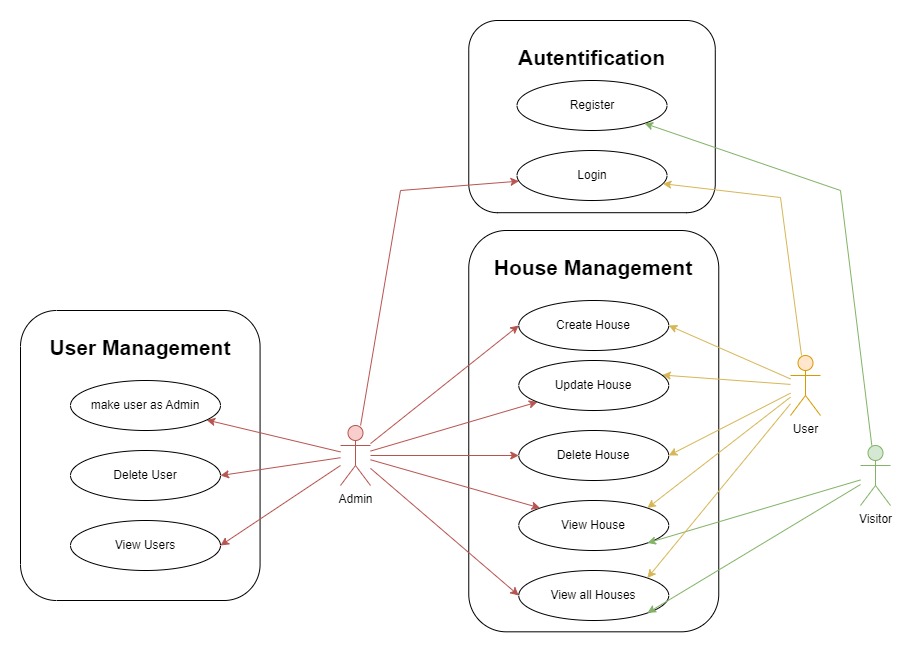 Autentification
Register
Login
House Management
Create House
Update House
Delete House
View House
View all Houses
User Management
make user as Admin
Delete User
View Users
Admin
User
Visitor